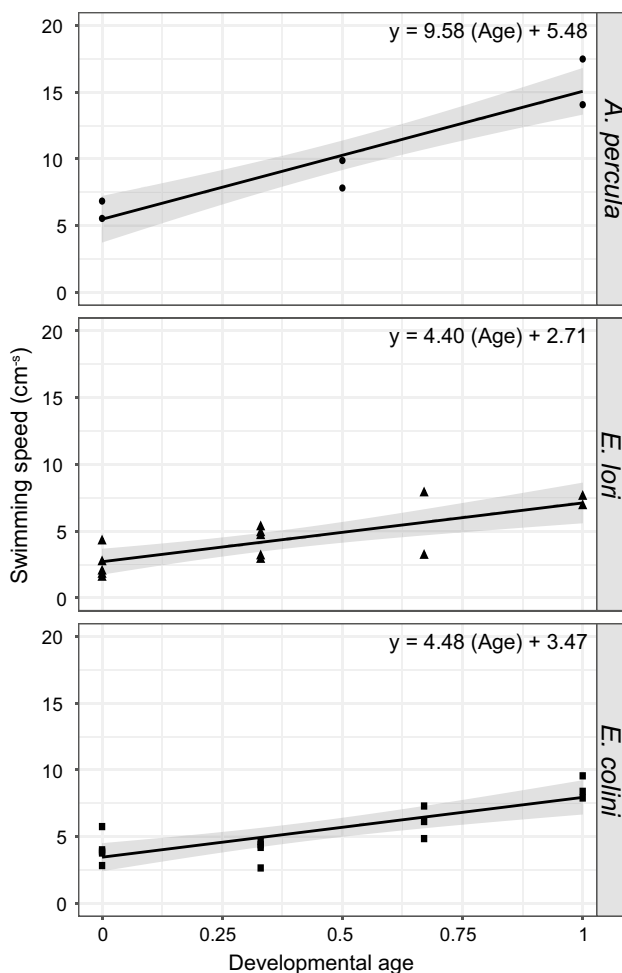 y = 9.58 (Age) + 5.48
20
15
10
5
0
A. percula
y = 4.40 (Age) + 2.71
20
15
10
5
0
E. lori
Swimming speed (cm⁻ˢ)
y = 4.48 (Age) + 3.47
20
15
10
5
0
E. colini
0 0.25 0.5 0.75 1
Developmental age